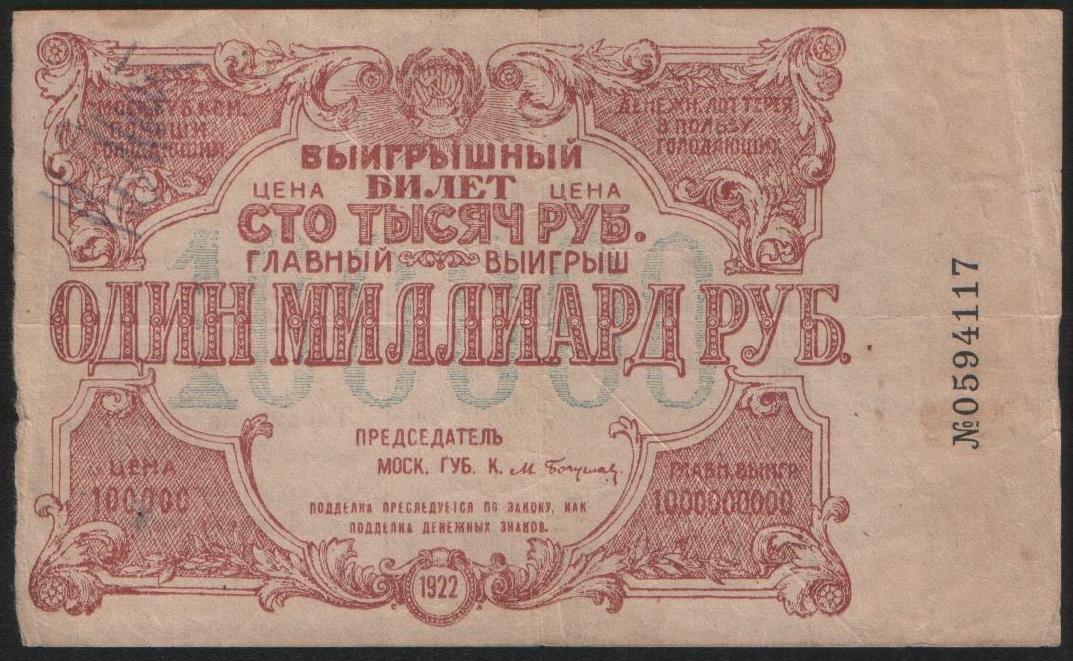 ДЕНЕЖН. ЛОТТЕРЕЯ
В ПОЛЬЗУ
ГОЛОДАЮЩИХ
ВЫИГРЫШНЫЙ
ЦЕНА БИЛЕТ ЦЕНА
СТО ТЫСЯЧ РУБ.
ГЛАВНЫЙ ВЫИГРЫШ
100000
ОДИН МИЛЛИАРД РУБ.
ПРЕДСЕДАТЕЛЬ
МОСК. ГУБ. К.
ЦЕНА
100000
ГЛАВН. ВЫИГР.
1000000000
ПОДДЕЛКА ПРЕСЛЕДУЕТСЯ ПО ЗАКОНУ, КАК
ПОДДЕЛКА ДЕНЕЖНЫХ ЗНАКОВ.
1922
№0594117